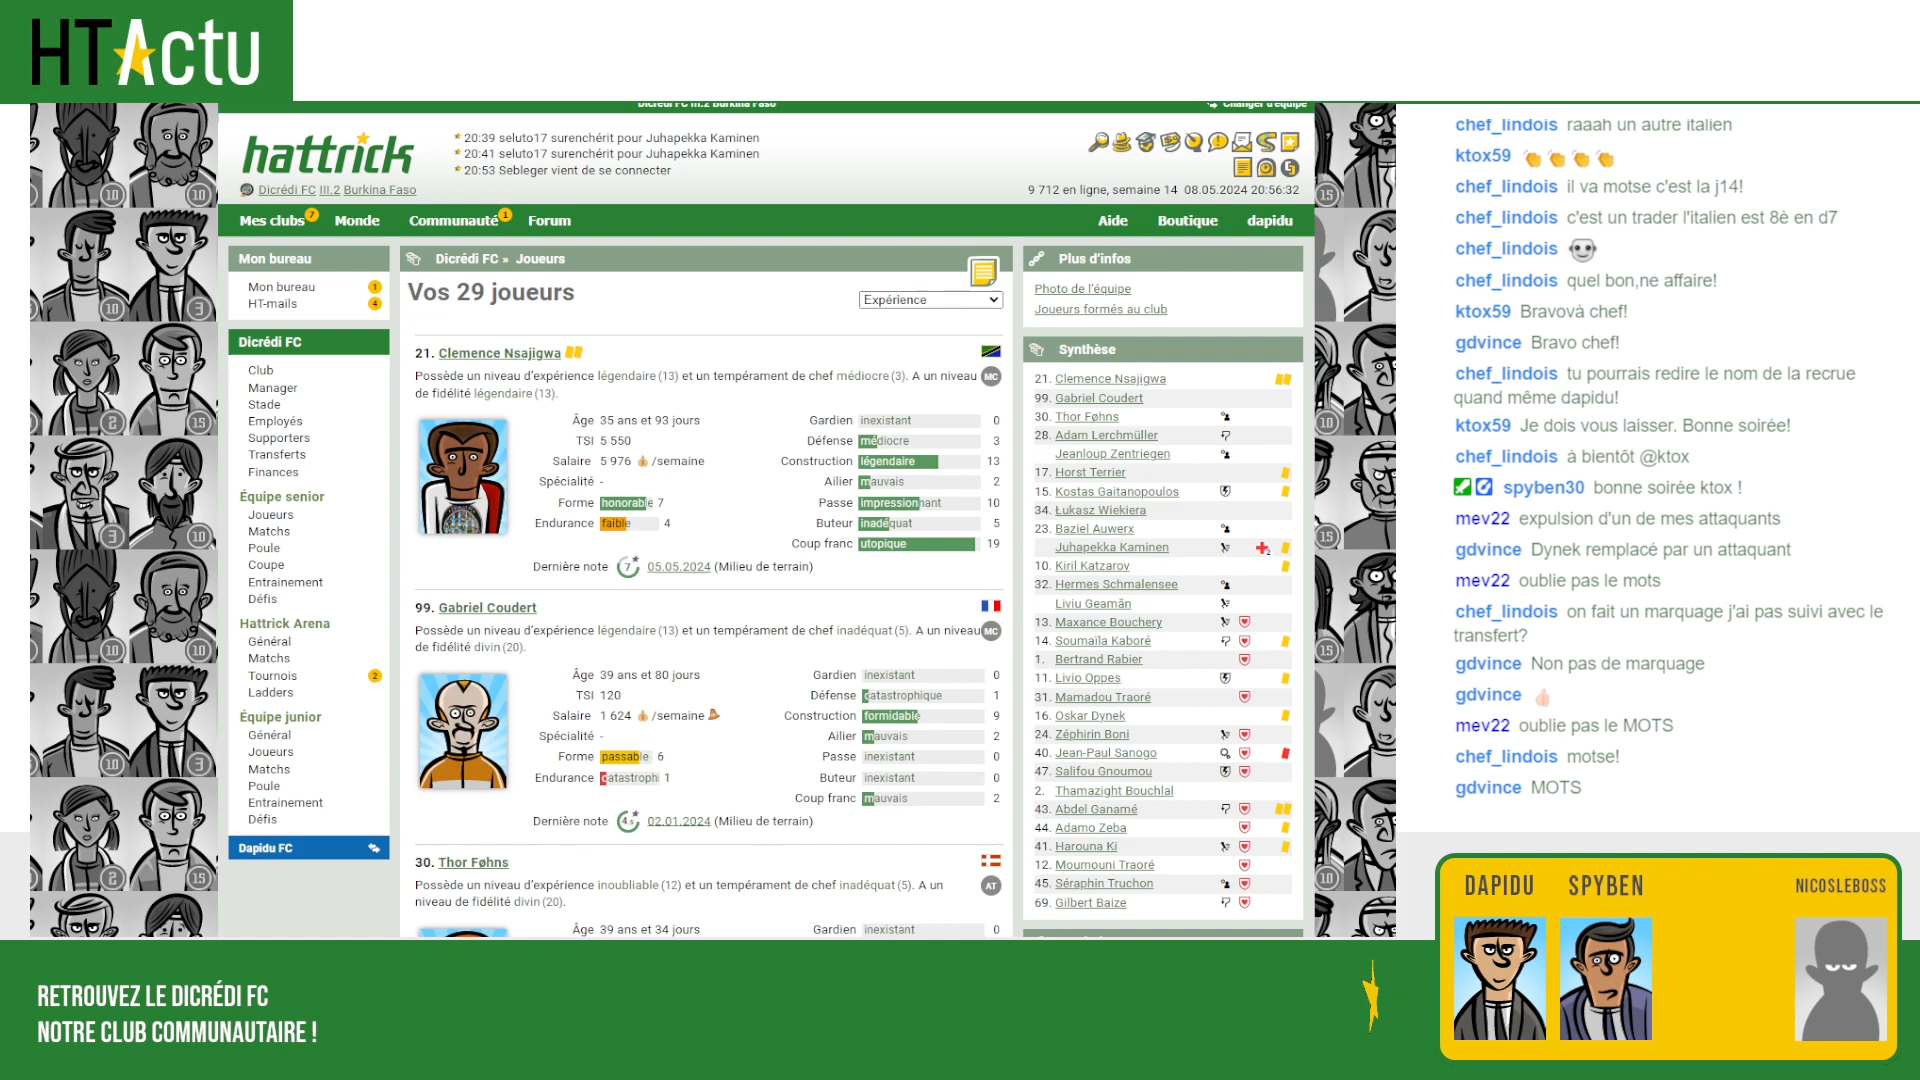 HTActu
Dicrédi FC III.2 Burkina Faso
Changer d'équipe
hattrick
20:39 seluto17 surenchérit pour Juhapekka Kaminen
20:41 seluto17 surenchérit pour Juhapekka Kaminen
20:53 Sebleger vient de se connecter
Dicrédi FC III.2 Burkina Faso
9 712 en ligne, semaine 14 08.05.2024 20:56:32
Mes clubs 7 Monde Communauté 1 Forum Aide Boutique dapidu
Mon bureau
Mon bureau 1
HT-mails 4
Dicrédi FC
Club
Manager
Stade
Employés
Supporters
Transferts
Finances
Équipe senior
Joueurs
Matchs
Poule
Coupe
Entrainement
Défis
Hattrick Arena
Général
Matchs
Tournois 2
Ladders
Équipe junior
Général
Joueurs
Matchs
Poule
Entrainement
Défis
Dapidu FC
Dicrédi FC » Joueurs
Vos 29 joueurs
Expérience
21. Clemence Nsajigwa
Possède un niveau d'expérience légendaire (13) et un tempérament de chef médiocre (3). A un niveau MC
de fidélité légendaire (13).
Âge 35 ans et 93 jours
TSI 5 550
Salaire 5 976 /semaine
Spécialité -
Forme honorable 7
Endurance faible 4
Gardien inexistant 0
Défense médiocre 3
Construction légendaire 13
Ailier mauvais 2
Passe impressionnant 10
Buteur inadéquat 5
Coup franc utopique 19
Dernière note 7 05.05.2024 (Milieu de terrain)
99. Gabriel Coudert
Possède un niveau d'expérience légendaire (13) et un tempérament de chef inadéquat (5). A un niveau MC
de fidélité divin (20).
Âge 39 ans et 80 jours
TSI 120
Salaire 1 624 /semaine
Spécialité -
Forme passable 6
Endurance catastroph 1
Gardien inexistant 0
Défense catastrophique 1
Construction formidable 9
Ailier mauvais 2
Passe inexistant 0
Buteur inexistant 0
Coup franc mauvais 2
Dernière note 4.5 02.01.2024 (Milieu de terrain)
30. Thor Føhns
Possède un niveau d'expérience inoubliable (12) et un tempérament de chef inadéquat (5). A un AT
niveau de fidélité divin (20).
Âge 39 ans et 34 jours
Gardien inexistant 0
Plus d'infos
Photo de l'équipe
Joueurs formés au club
Synthèse
21. Clemence Nsajigwa
99. Gabriel Coudert
30. Thor Føhns
28. Adam Lerchmüller
Jeanloup Zentriegen
17. Horst Terrier
15. Kostas Gaitanopoulos
34. Łukasz Wiekiera
23. Baziel Auwerx
Juhapekka Kaminen 2
10. Kiril Katzarov
32. Hermes Schmalensee
Liviu Geamăn
13. Maxance Bouchery
14. Soumaïla Kaboré
1. Bertrand Rabier
11. Livio Oppes
31. Mamadou Traoré
16. Oskar Dynek
24. Zéphirin Boni
40. Jean-Paul Sanogo
47. Salifou Gnoumou
2. Thamazight Bouchlal
43. Abdel Ganamé
44. Adamo Zeba
41. Harouna Ki
12. Moumouni Traoré
45. Séraphin Truchon
69. Gilbert Baize
chef_lindois raaah un autre italien
ktox59
chef_lindois il va motse c'est la j14!
chef_lindois c'est un trader l'italien est 8è en d7
chef_lindois
chef_lindois quel bon,ne affaire!
ktox59 Bravovà chef!
gdvince Bravo chef!
chef_lindois tu pourrais redire le nom de la recrue
quand même dapidu!
ktox59 Je dois vous laisser. Bonne soirée!
chef_lindois à bientôt @ktox
spyben30 bonne soirée ktox !
mev22 expulsion d'un de mes attaquants
gdvince Dynek remplacé par un attaquant
mev22 oublie pas le mots
chef_lindois on fait un marquage j'ai pas suivi avec le
transfert?
gdvince Non pas de marquage
gdvince
mev22 oublie pas le MOTS
chef_lindois motse!
gdvince MOTS
DAPIDU SPYBEN NICOSLEBOSS
RETROUVEZ LE DICRÉDI FC
NOTRE CLUB COMMUNAUTAIRE !